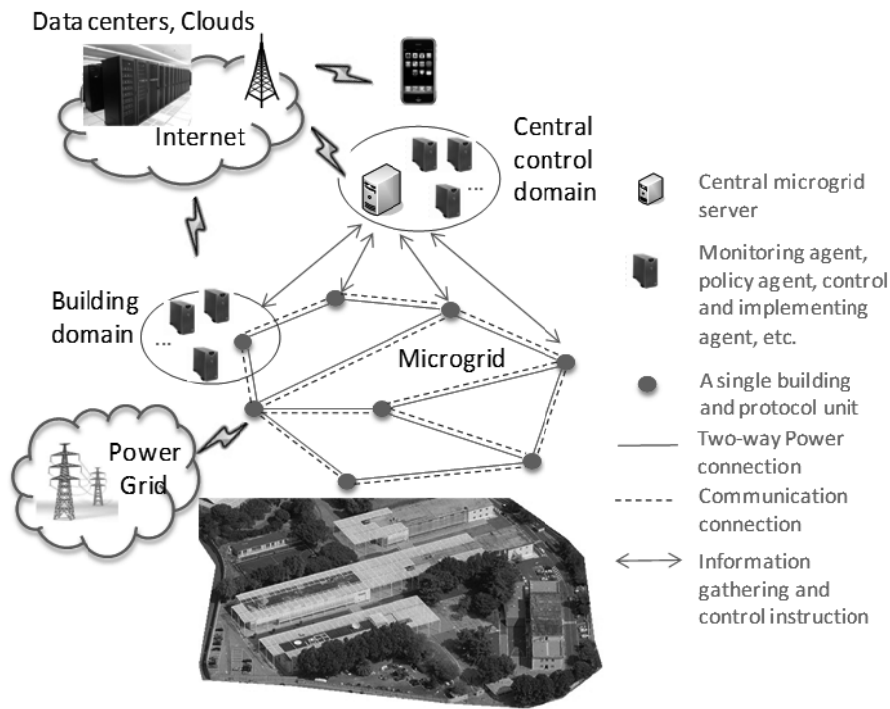 Data centers, Clouds
Internet
Central
control
domain
...
Building
domain
...
Microgrid
Power
Grid
Central microgrid
server
Monitoring agent,
policy agent, control
and implementing
agent, etc.
A single building
and protocol unit
Two-way Power
connection
Communication
connection
Information
gathering and
control instruction